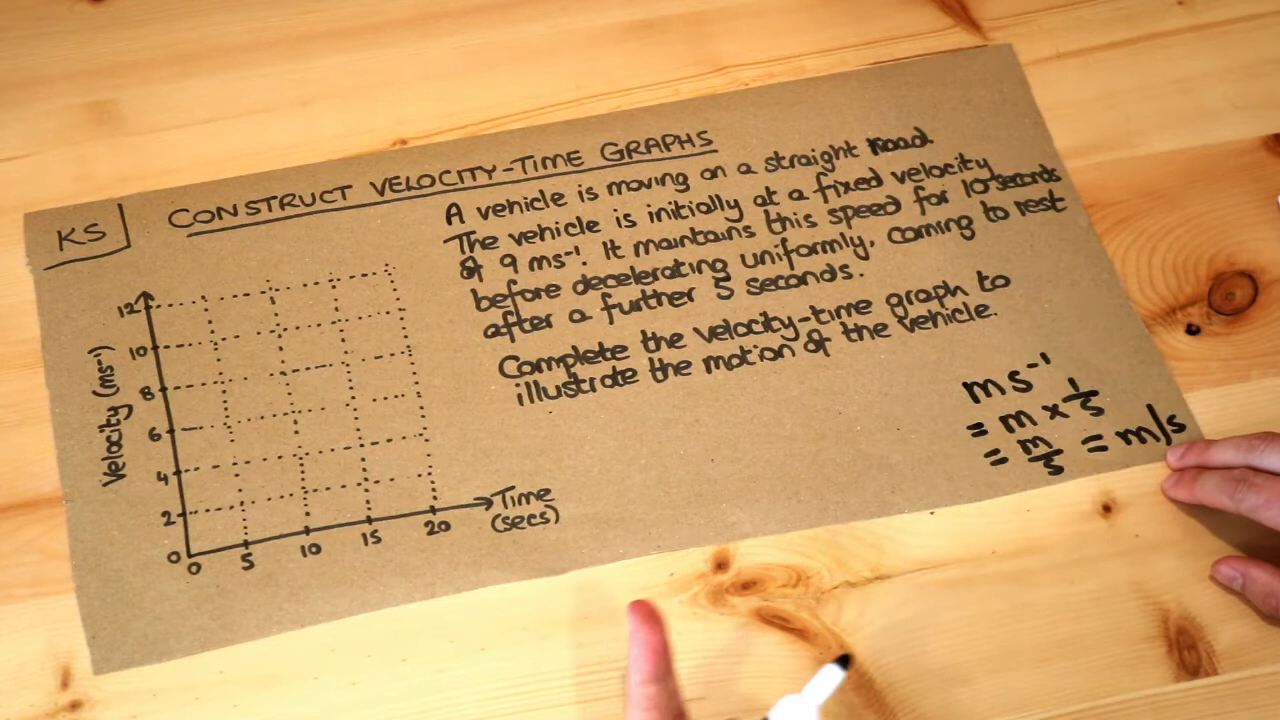 KS
CONSTRUCT VELOCITY-TIME GRAPHS
A vehicle is moving on a straight road.
The vehicle is initially at a fixed velocity
of 9 ms⁻¹. It maintains this speed for 10 seconds
before decelerating uniformly, coming to rest
after a further 5 seconds.
Complete the velocity-time graph to
illustrate the motion of the vehicle.
Velocity (ms⁻¹)
12
10
8
6
4
2
0
0 5 10 15 20
Time
(secs)
ms⁻¹
= m × 1/s
= m/s = m/s